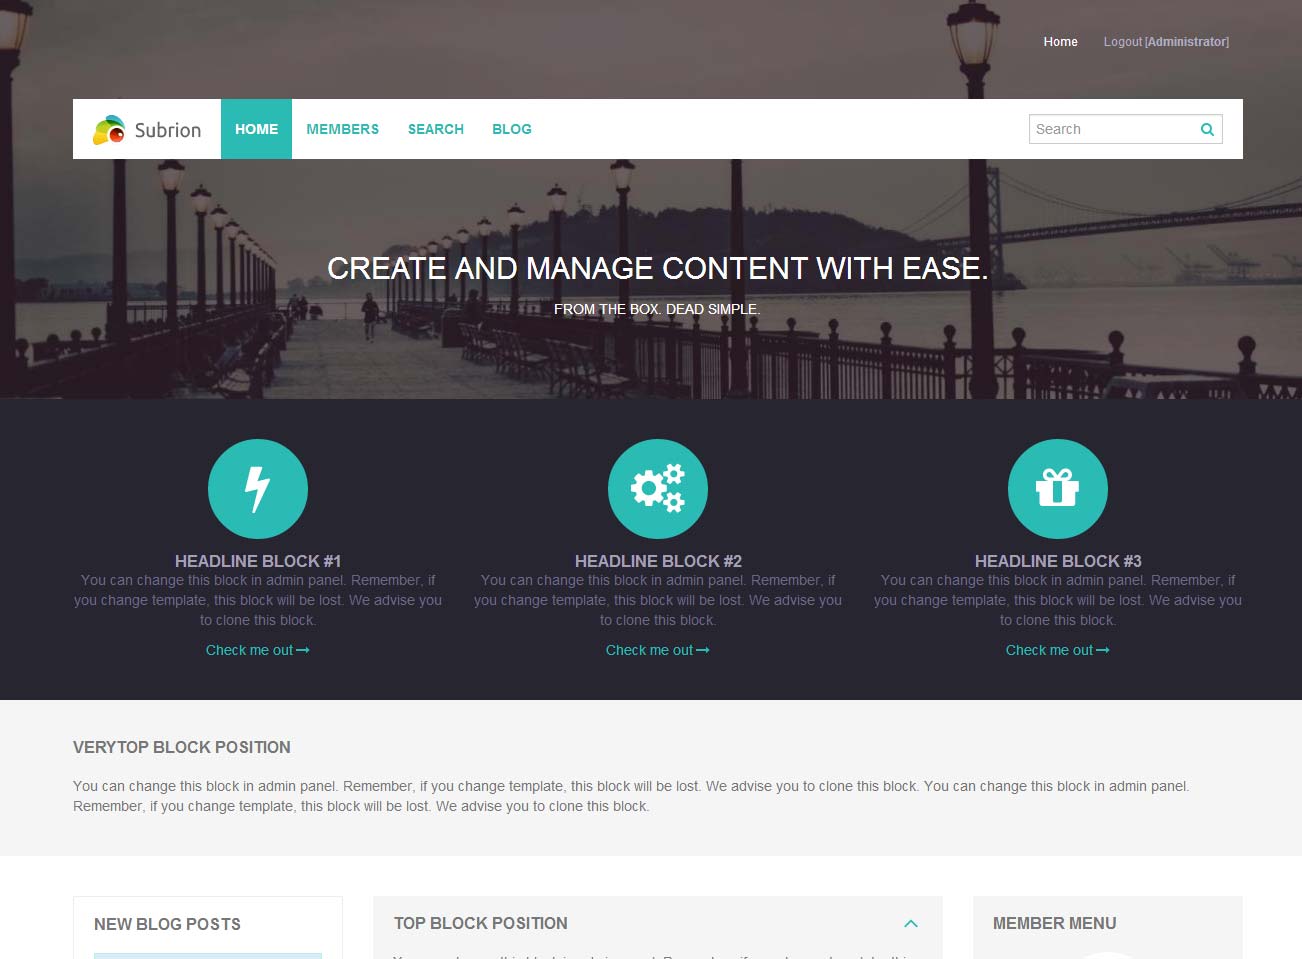 Home Logout [Administrator]
Subrion HOME MEMBERS SEARCH BLOG Search
CREATE AND MANAGE CONTENT WITH EASE.
FROM THE BOX. DEAD SIMPLE.
HEADLINE BLOCK #1
You can change this block in admin panel. Remember, if
you change template, this block will be lost. We advise you
to clone this block.
Check me out
HEADLINE BLOCK #2
You can change this block in admin panel. Remember, if
you change template, this block will be lost. We advise you
to clone this block.
Check me out
HEADLINE BLOCK #3
You can change this block in admin panel. Remember, if
you change template, this block will be lost. We advise you
to clone this block.
Check me out
VERYTOP BLOCK POSITION
You can change this block in admin panel. Remember, if you change template, this block will be lost. We advise you to clone this block. You can change this block in admin panel.
Remember, if you change template, this block will be lost. We advise you to clone this block.
NEW BLOG POSTS
TOP BLOCK POSITION
MEMBER MENU